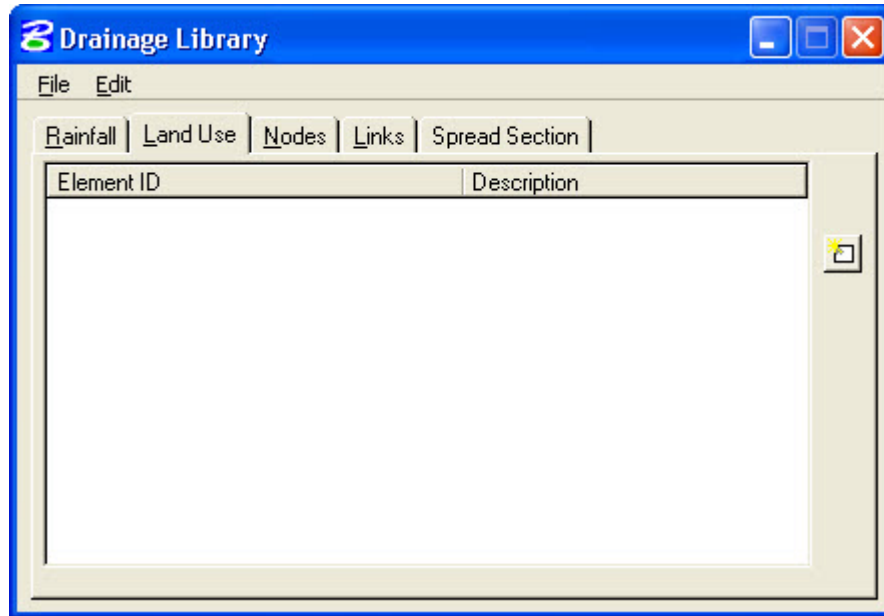 Drainage Library
File Edit
Rainfall Land Use Nodes Links Spread Section
Element ID Description